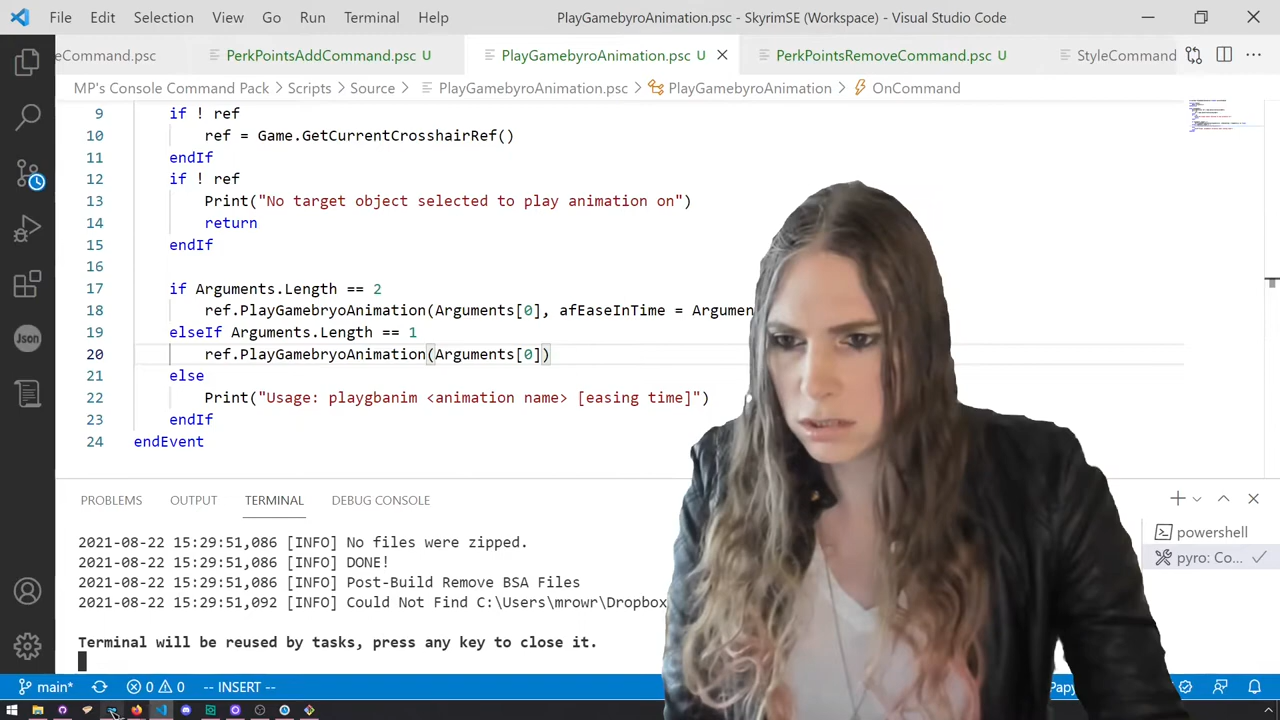 File Edit Selection View Go Run Terminal Help PlayGamebyroAnimation.psc - SkyrimSE (Workspace) - Visual Studio Code
eCommand.psc PerkPointsAddCommand.psc U PlayGamebyroAnimation.psc U PerkPointsRemoveCommand.psc U StyleCommand
MP's Console Command Pack > Scripts > Source > PlayGamebyroAnimation.psc > PlayGamebyroAnimation > OnCommand
9 if ! ref
10 ref = Game.GetCurrentCrosshairRef()
11 endIf
12 if ! ref
13 Print("No target object selected to play animation on")
14 return
15 endIf
16
17 if Arguments.Length == 2
18 ref.PlayGamebyroAnimation(Arguments[0], afEaseInTime = Argumen
19 elseIf Arguments.Length == 1
20 ref.PlayGamebryoAnimation(Arguments[0])
21 else
22 Print("Usage: playgbanim <animation name> [easing time]")
23 endIf
24 endEvent
PROBLEMS OUTPUT TERMINAL DEBUG CONSOLE
powershell
pyro: Co...
2021-08-22 15:29:51,086 [INFO] No files were zipped.
2021-08-22 15:29:51,086 [INFO] DONE!
2021-08-22 15:29:51,086 [INFO] Post-Build Remove BSA Files
2021-08-22 15:29:51,092 [INFO] Could Not Find C:\Users\mrowr\Dropbox
Terminal will be reused by tasks, press any key to close it.
main* 0 0 -- INSERT -- Papy